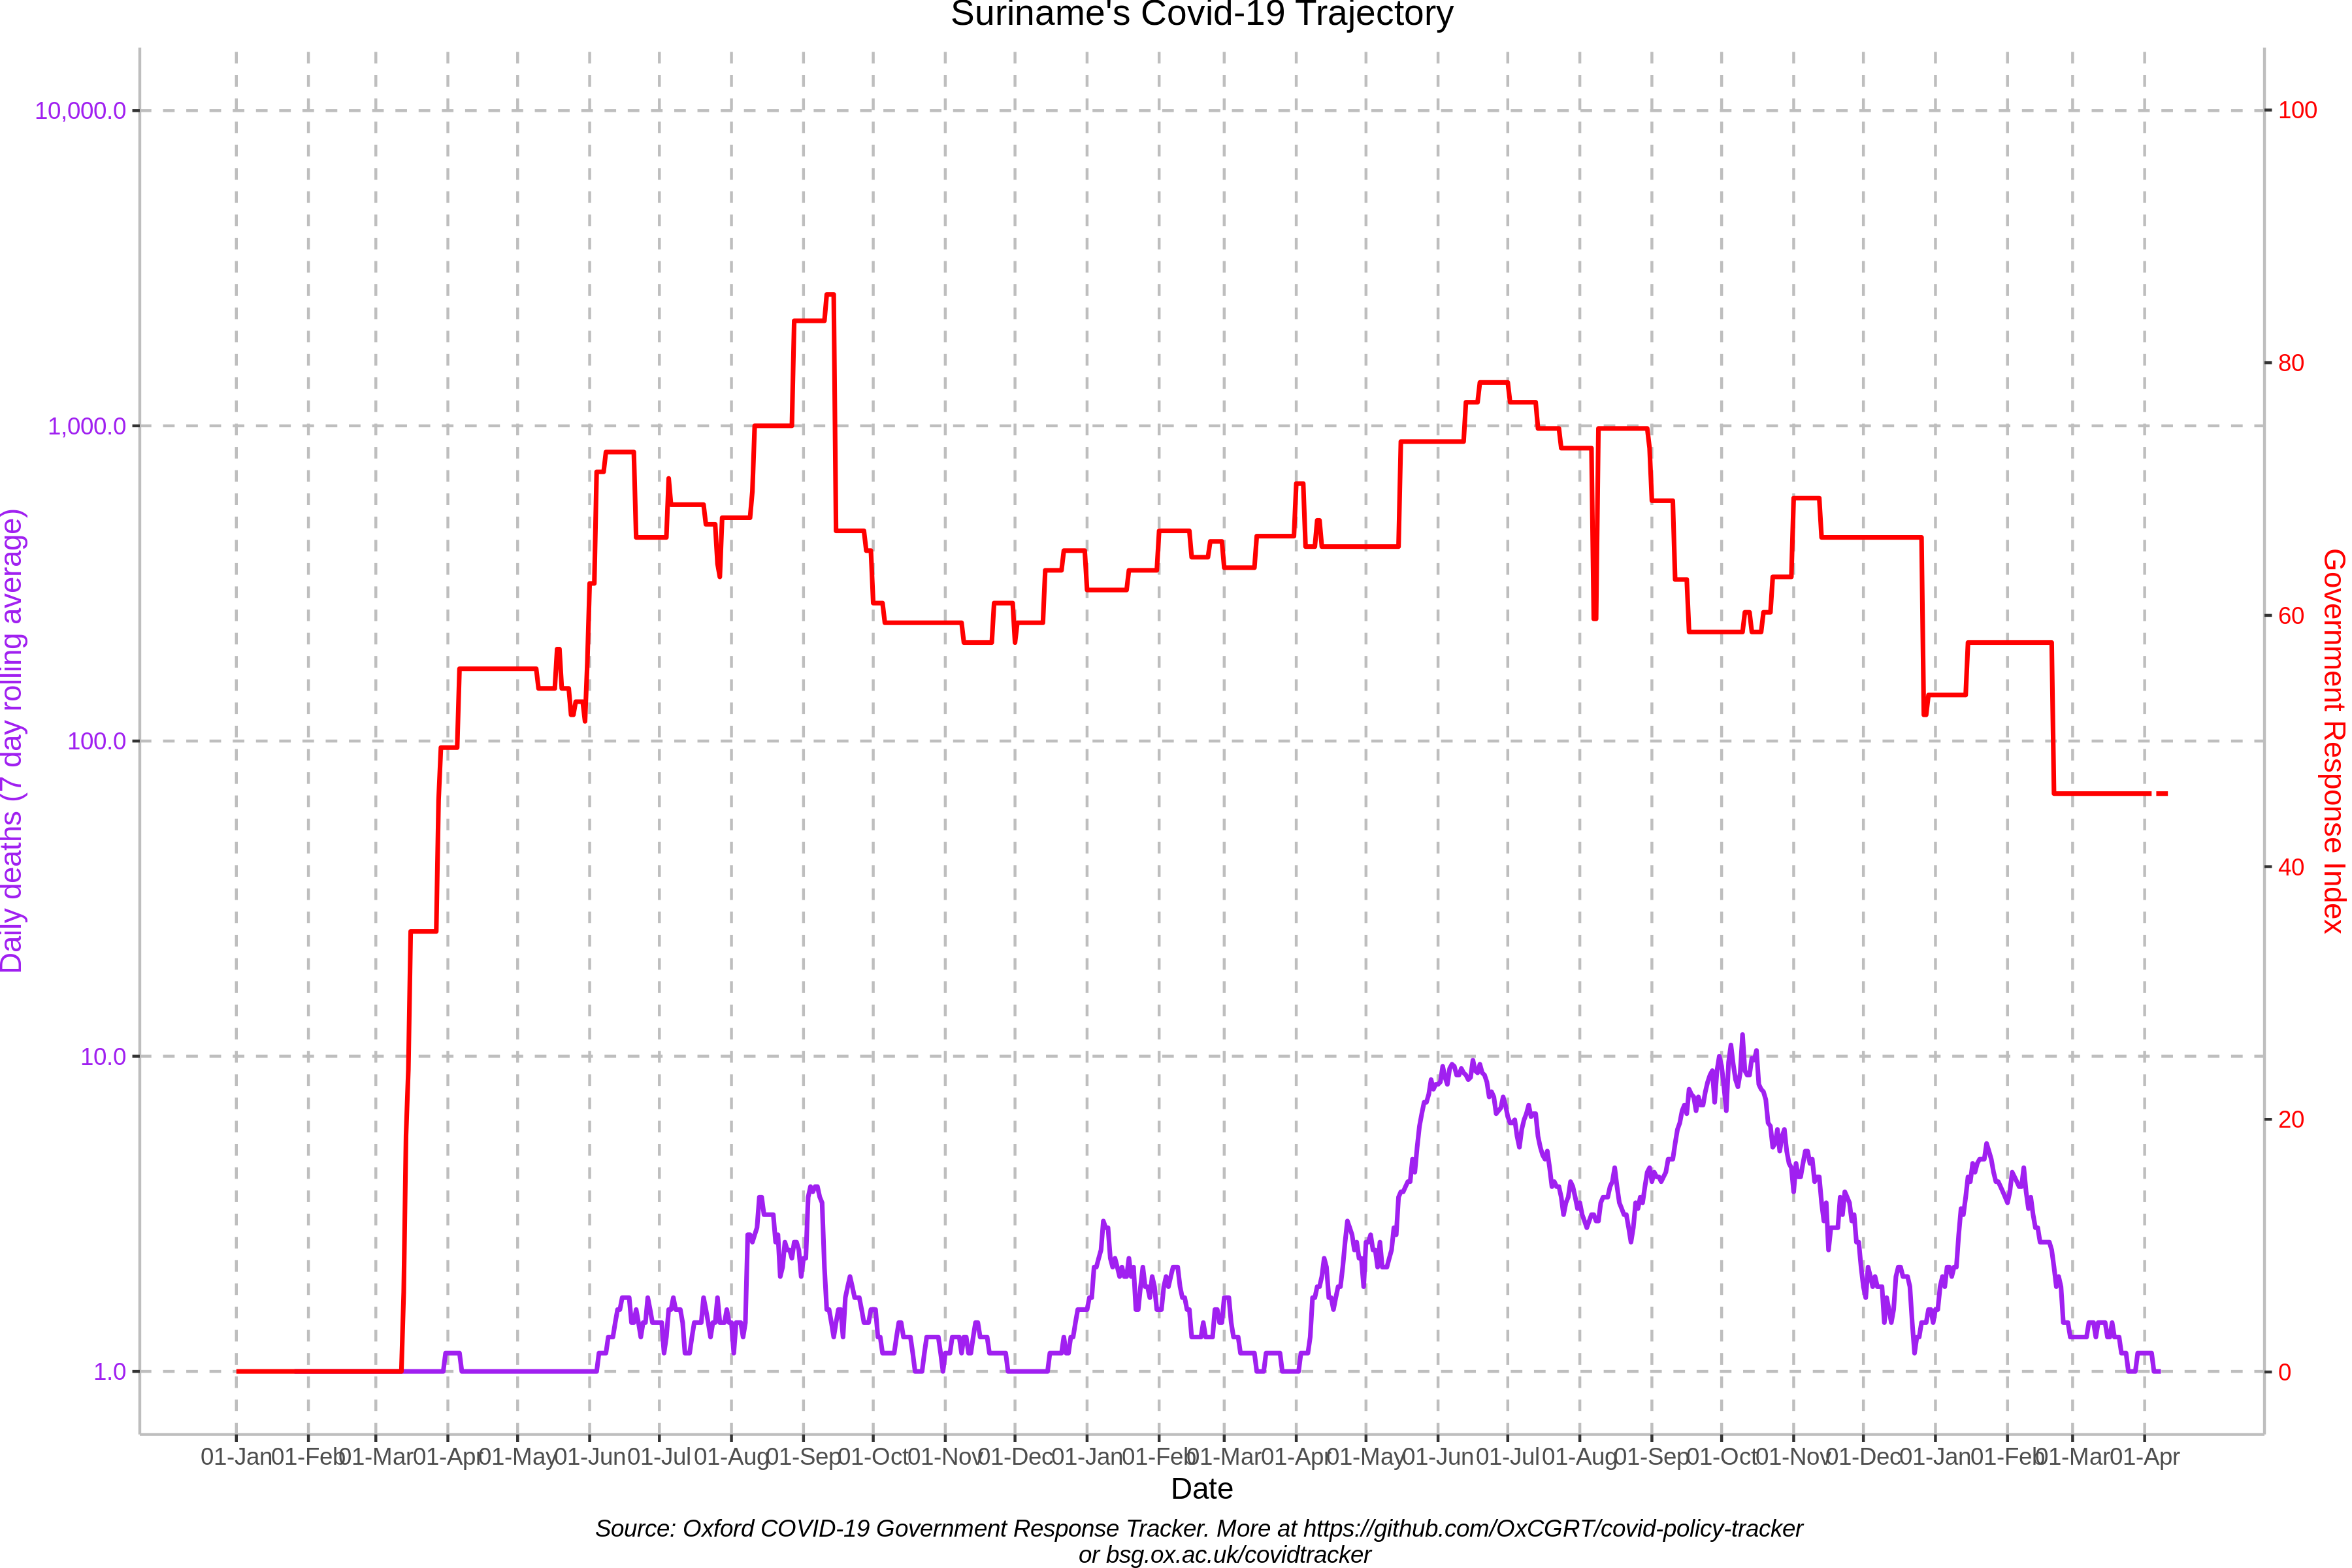 Suriname's Covid-19 Trajectory
10,000.0
1,000.0
100.0
10.0
1.0
Daily deaths (7 day rolling average)
100
80
60
40
20
0
Government Response Index
01-Jan 01-Feb 01-Mar 01-Apr 01-May 01-Jun 01-Jul 01-Aug 01-Sep 01-Oct 01-Nov 01-Dec 01-Jan 01-Feb 01-Mar 01-Apr 01-May 01-Jun 01-Jul 01-Aug 01-Sep 01-Oct 01-Nov 01-Dec 01-Jan 01-Feb 01-Mar 01-Apr
Date
Source: Oxford COVID-19 Government Response Tracker. More at https://github.com/OxCGRT/covid-policy-tracker
or bsg.ox.ac.uk/covidtracker